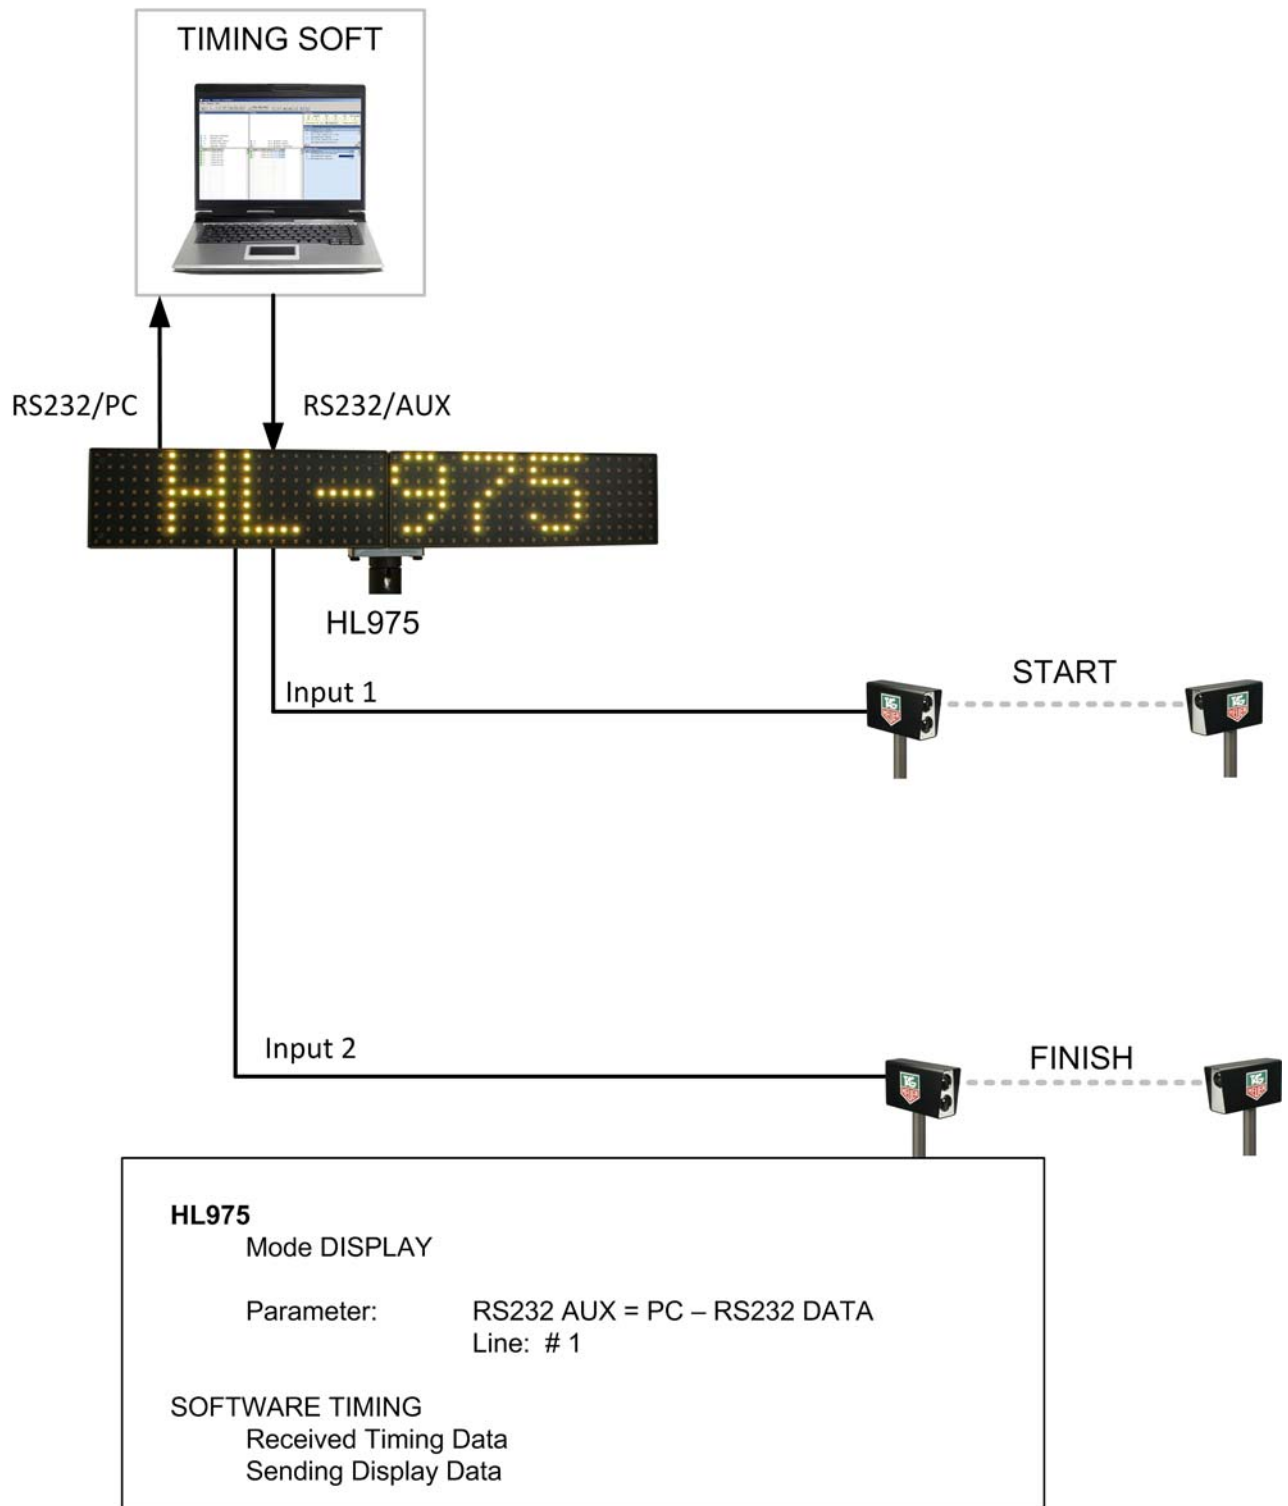 TIMING SOFT
RS232/PC
RS232/AUX
HL-975
HL975
Input 1
START
Input 2
FINISH
HL975
Mode DISPLAY
Parameter: RS232 AUX = PC – RS232 DATA
Line: # 1
SOFTWARE TIMING
Received Timing Data
Sending Display Data